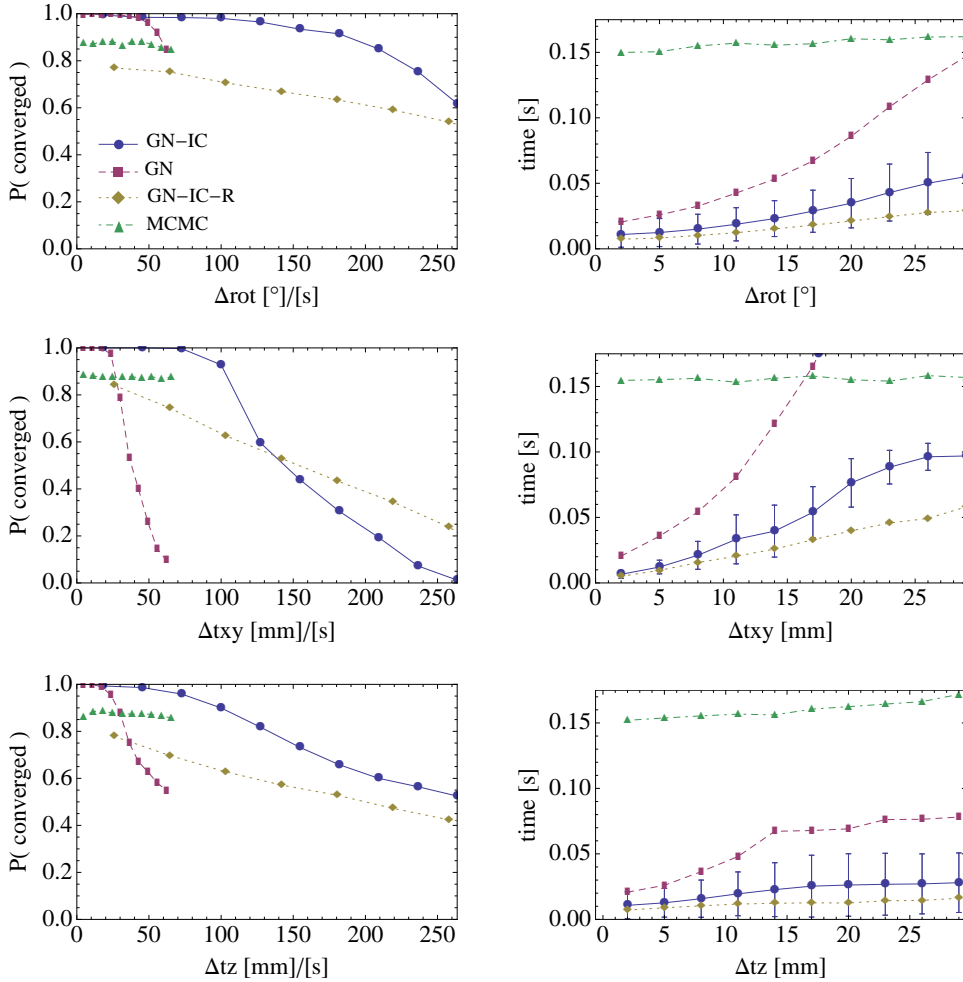 P( converged )
1.0
0.8
0.6
0.4
0.2
0.0
GN−IC
GN
GN−IC−R
MCMC
0 50 100 150 200 250
Δrot [°]/[s]
time [s]
0.15
0.10
0.05
0.00
0 5 10 15 20 25
Δrot [°]
P( converged )
1.0
0.8
0.6
0.4
0.2
0.0
0 50 100 150 200 250
Δtxy [mm]/[s]
time [s]
0.15
0.10
0.05
0.00
0 5 10 15 20 25
Δtxy [mm]
P( converged )
1.0
0.8
0.6
0.4
0.2
0.0
0 50 100 150 200 250
Δtz [mm]/[s]
time [s]
0.15
0.10
0.05
0.00
0 5 10 15 20 25
Δtz [mm]